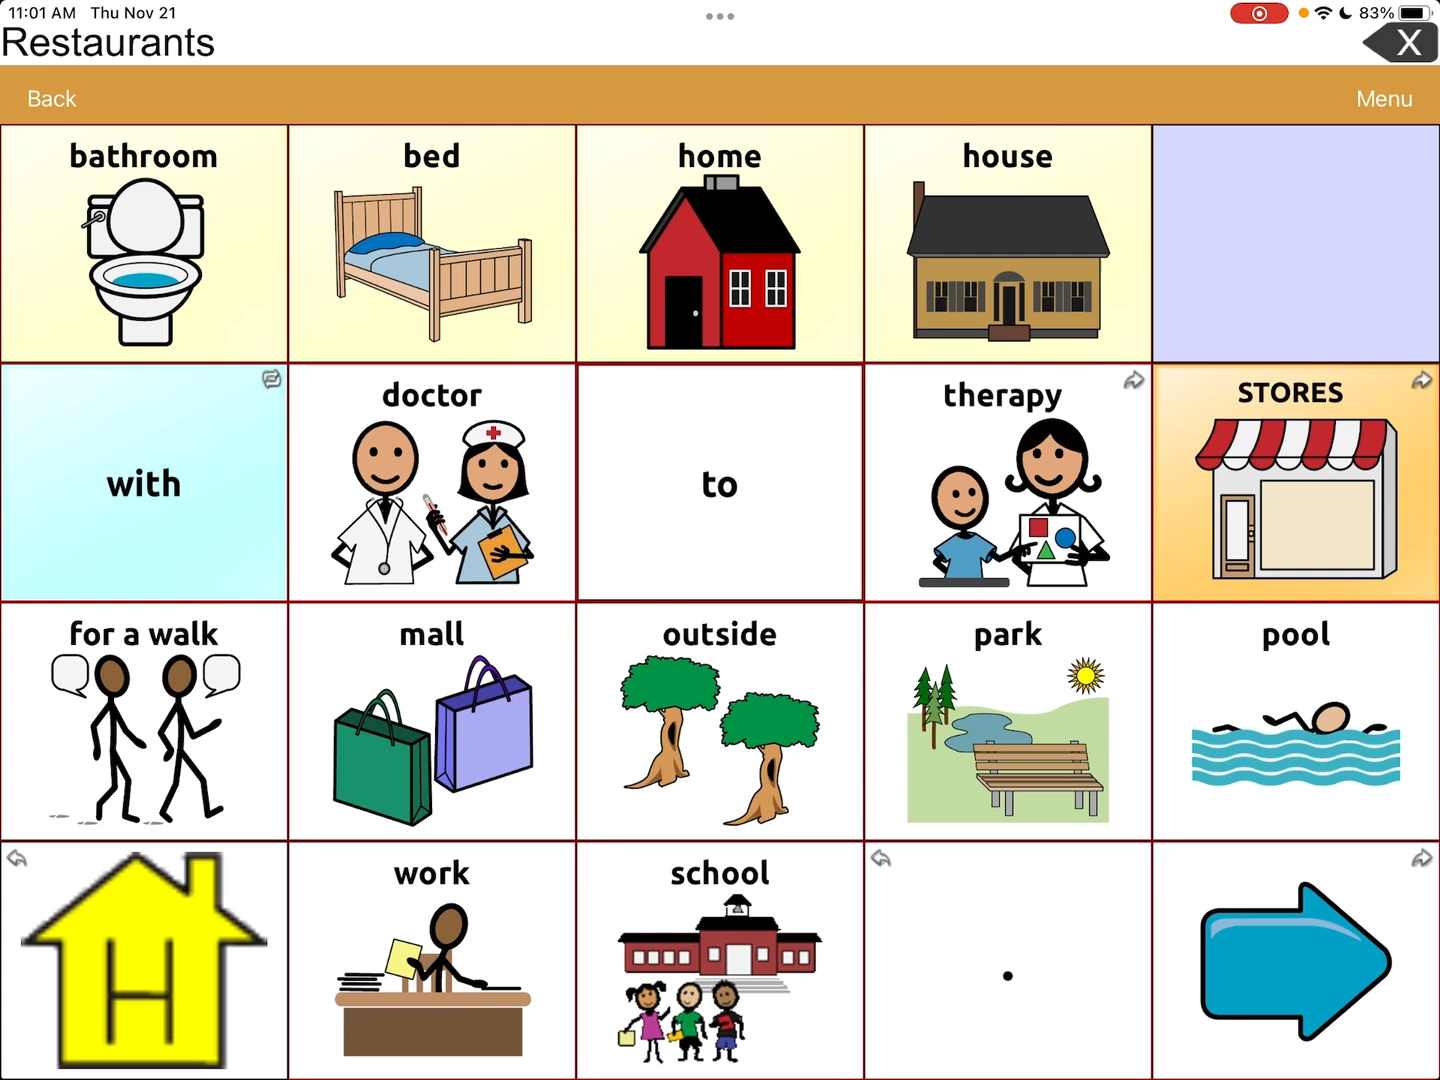 11:01 AM Thu Nov 21
83%
Restaurants
X
Back
Menu
bathroom
bed
home
house
with
doctor
to
therapy
STORES
for a walk
mall
outside
park
pool
H
work
school
.